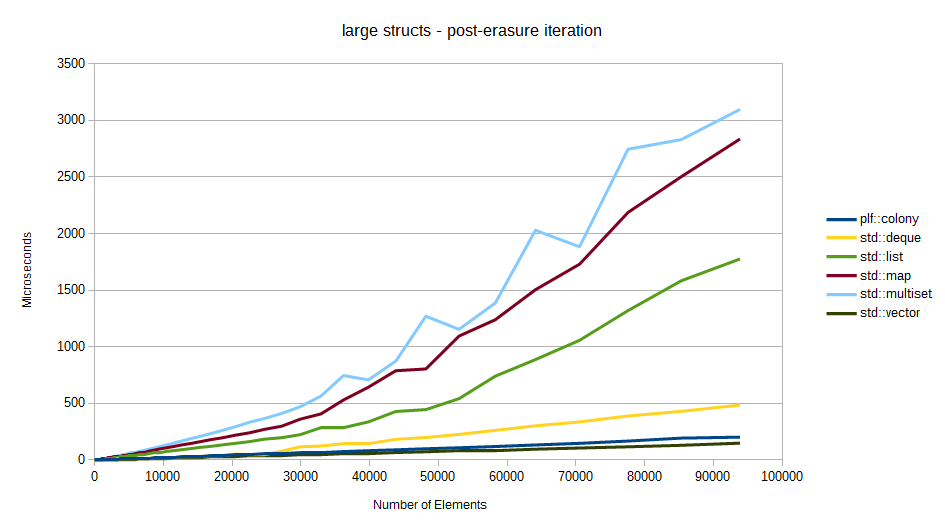 large structs - post-erasure iteration
3500
3000
2500
2000
1500
1000
500
0
Microseconds
0 10000 20000 30000 40000 50000 60000 70000 80000 90000 100000
Number of Elements
plf::colony
std::deque
std::list
std::map
std::multiset
std::vector